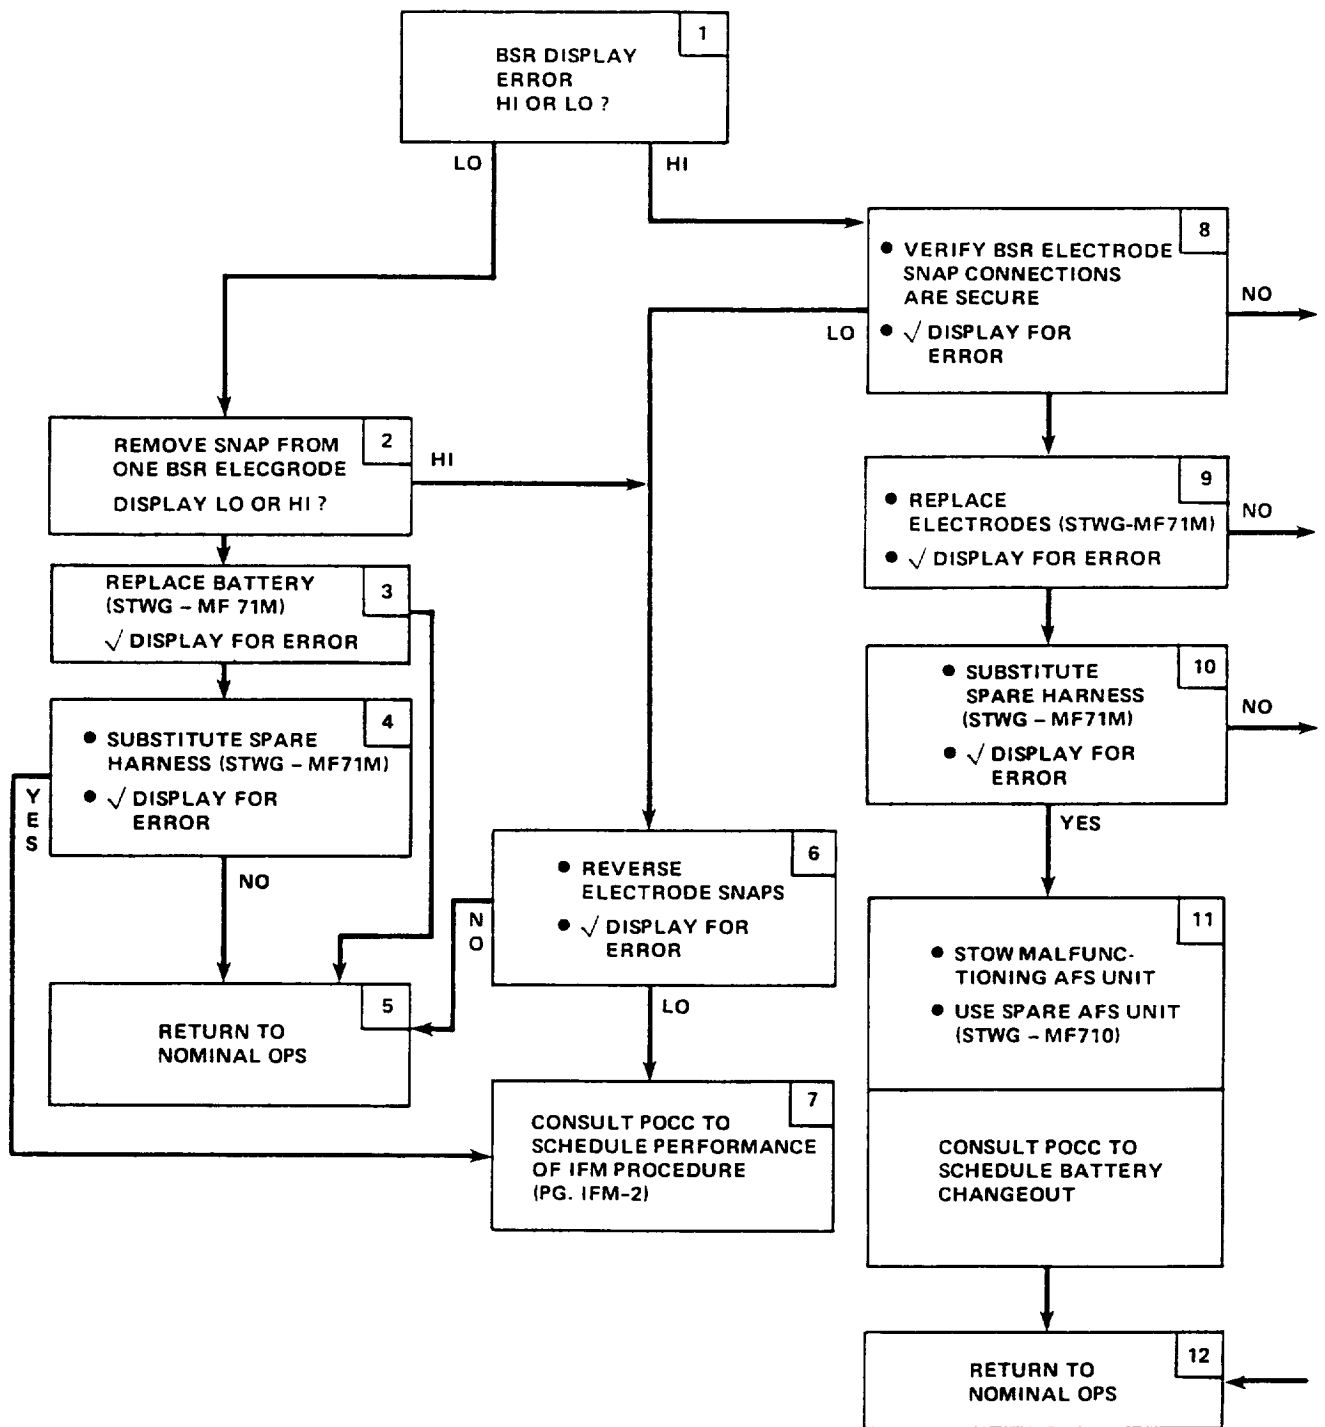 1
BSR DISPLAY
ERROR
HI OR LO ?
LO
HI
8
● VERIFY BSR ELECTRODE
SNAP CONNECTIONS
ARE SECURE
● √ DISPLAY FOR
ERROR
NO
LO
2
REMOVE SNAP FROM
ONE BSR ELECGRODE
DISPLAY LO OR HI ?
HI
9
● REPLACE
ELECTRODES (STWG-MF71M)
● √ DISPLAY FOR ERROR
NO
3
REPLACE BATTERY
(STWG – MF 71M)
√ DISPLAY FOR ERROR
10
● SUBSTITUTE
SPARE HARNESS
(STWG – MF71M)
● √ DISPLAY FOR
ERROR
NO
YES
4
● SUBSTITUTE SPARE
HARNESS (STWG – MF71M)
● √ DISPLAY FOR
ERROR
YES
NO
6
● REVERSE
ELECTRODE SNAPS
● √ DISPLAY FOR
ERROR
NO
LO
11
● STOW MALFUNC-
TIONING AFS UNIT
● USE SPARE AFS UNIT
(STWG – MF710)
CONSULT POCC TO
SCHEDULE BATTERY
CHANGEOUT
5
RETURN TO
NOMINAL OPS
7
CONSULT POCC TO
SCHEDULE PERFORMANCE
OF IFM PROCEDURE
(PG. IFM-2)
12
RETURN TO
NOMINAL OPS